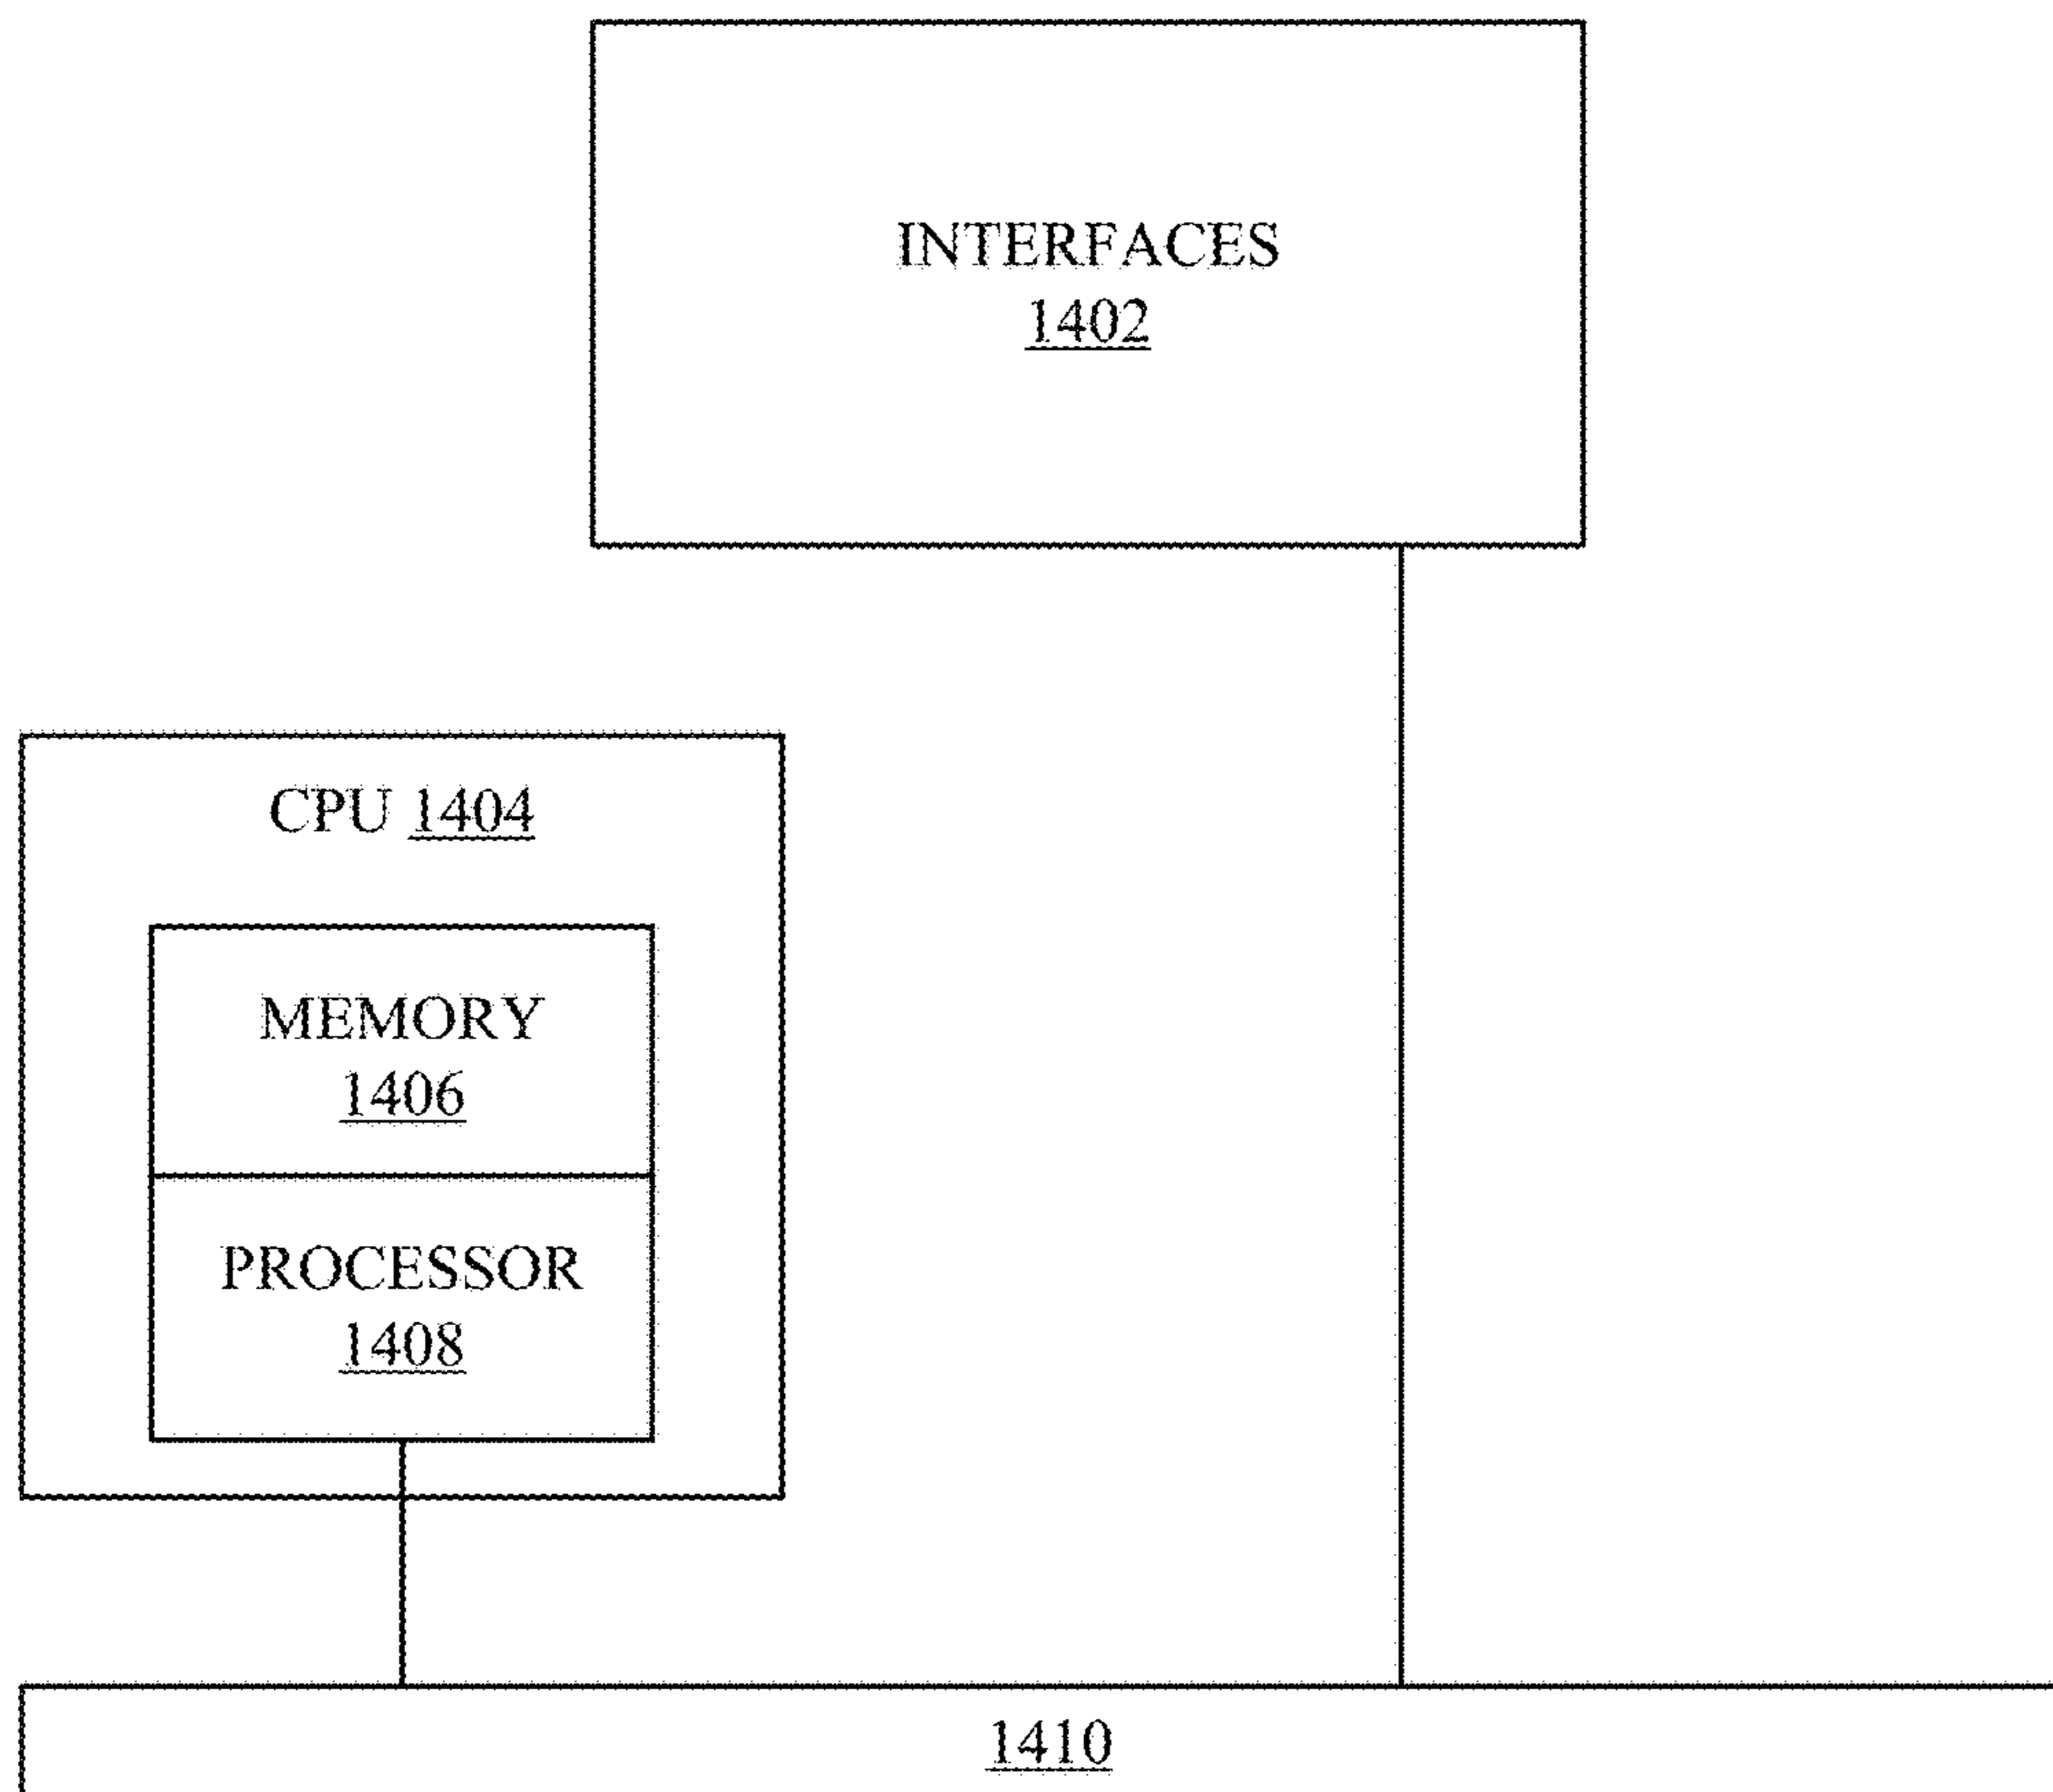 INTERFACES
1402
CPU 1404
MEMORY
1406
PROCESSOR
1408
1410